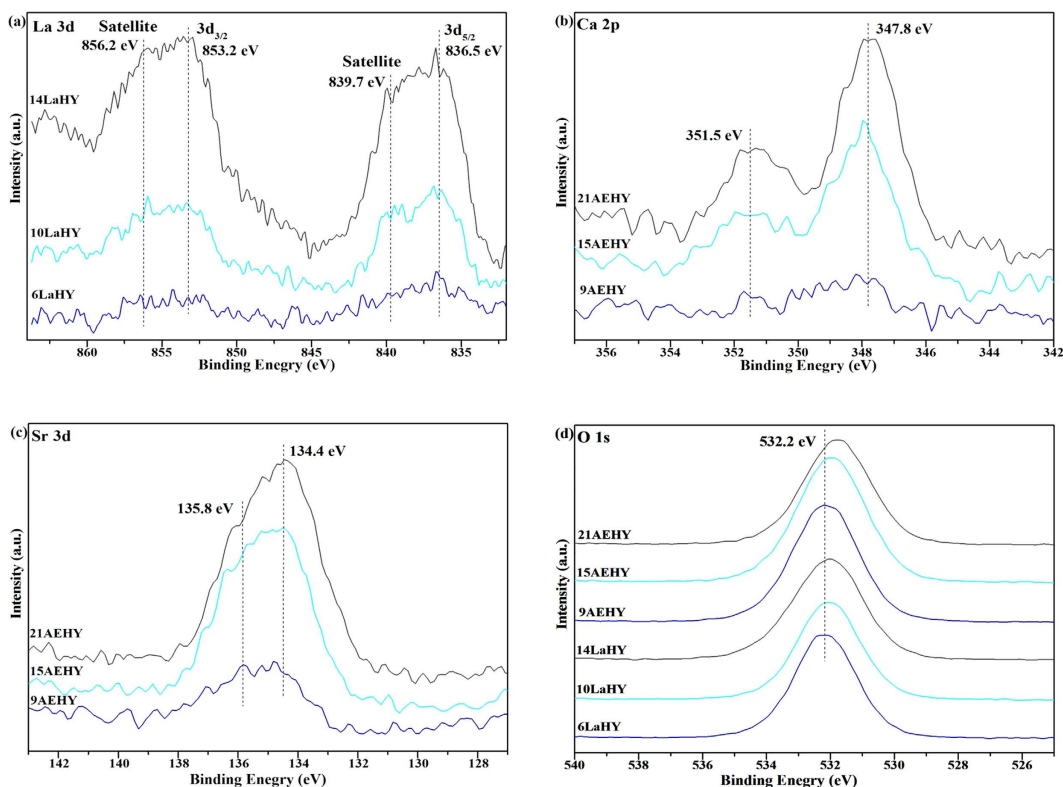 (a)
La 3d
Satellite
856.2 eV
3d3/2
853.2 eV
Satellite
839.7 eV
3d5/2
836.5 eV
14LaHY
10LaHY
6LaHY
Intensity (a.u.)
860 855 850 845 840 835
Binding Enegry (eV)
(b)
Ca 2p
347.8 eV
351.5 eV
21AEHY
15AEHY
9AEHY
Intensity (a.u.)
356 354 352 350 348 346 344 342
Binding Enegry (eV)
(c)
Sr 3d
134.4 eV
135.8 eV
21AEHY
15AEHY
9AEHY
Intensity (a.u.)
142 140 138 136 134 132 130 128
Binding Enegry (eV)
(d)
O 1s
532.2 eV
21AEHY
15AEHY
9AEHY
14LaHY
10LaHY
6LaHY
Intensity (a.u.)
540 538 536 534 532 530 528 526
Binding Enegry (eV)